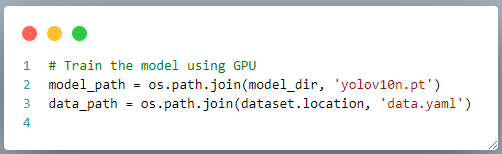 1 # Train the model using GPU
2 model_path = os.path.join(model_dir, 'yolov10n.pt')
3 data_path = os.path.join(dataset.location, 'data.yaml')
4